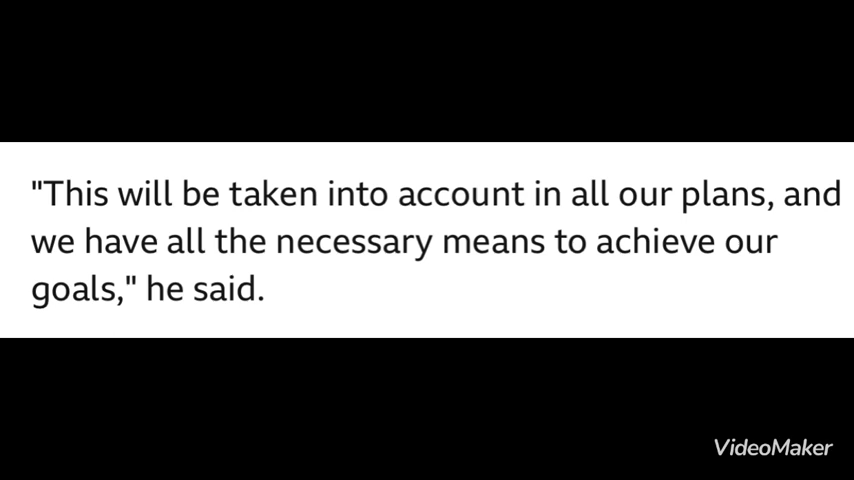 "This will be taken into account in all our plans, and
we have all the necessary means to achieve our
goals," he said.
VideoMaker